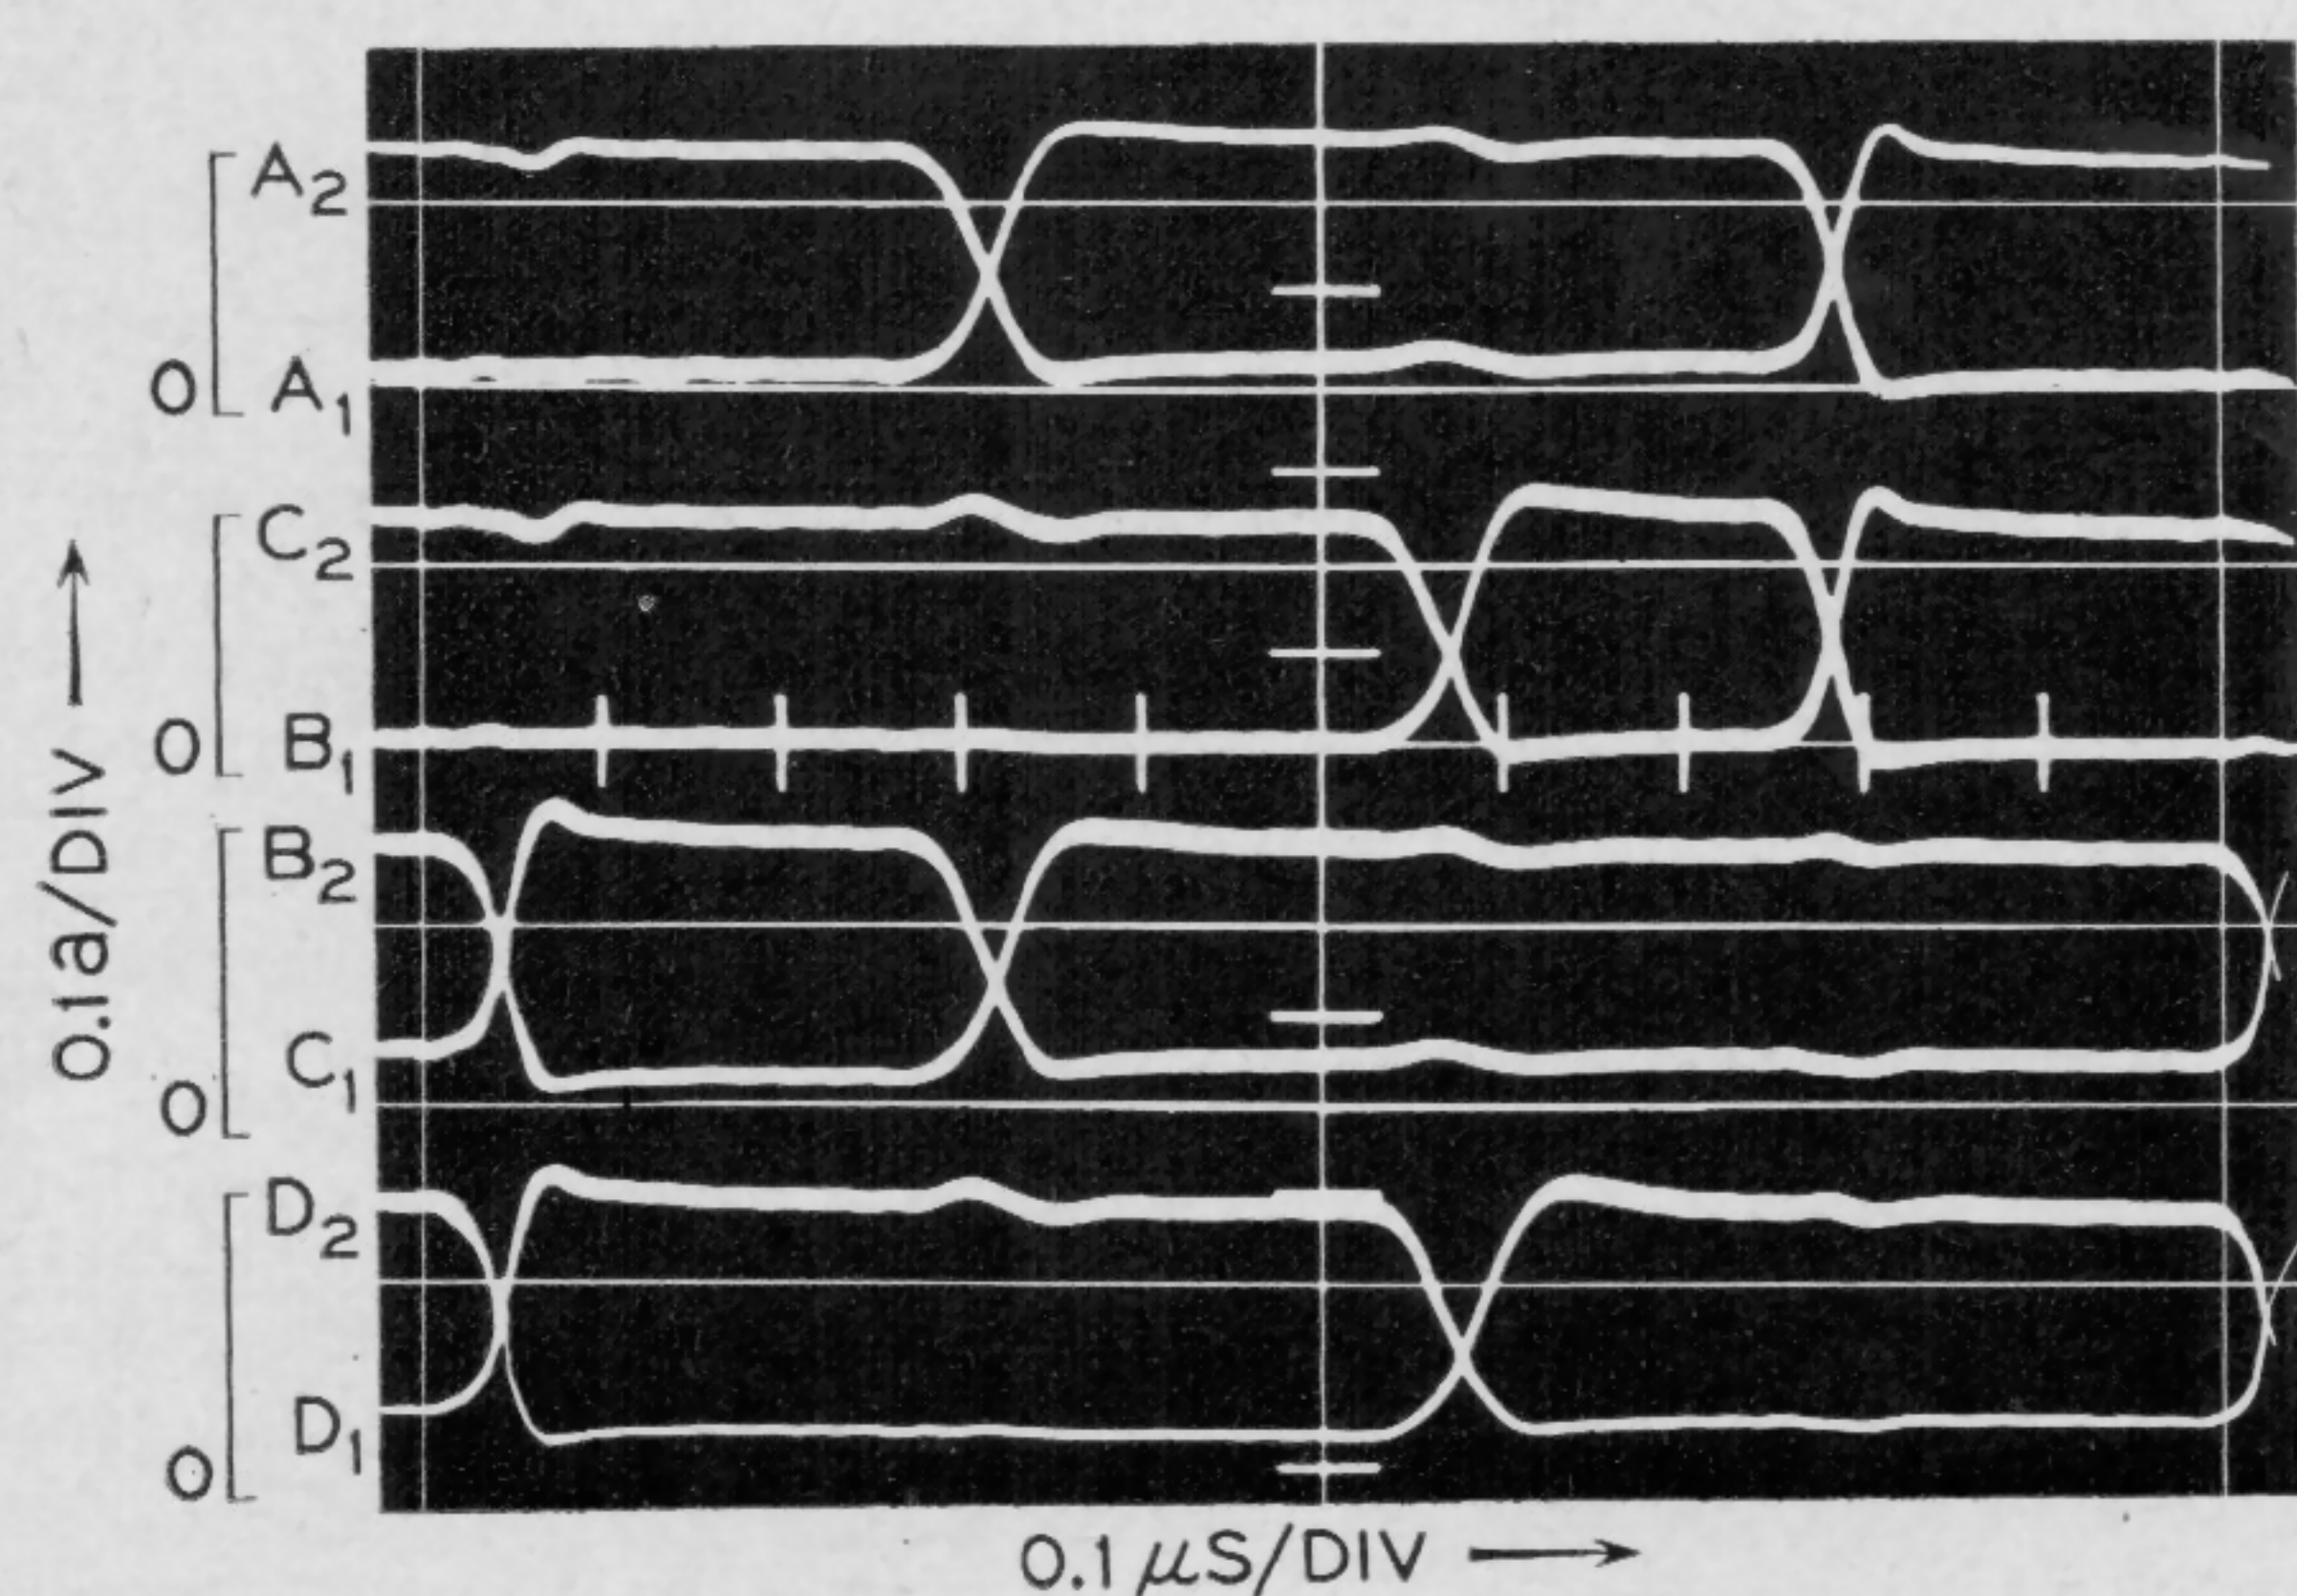 A2
0 A1
C2
0 B1
B2
0 C1
D2
0 D1
0.1a/DIV
0.1 μS/DIV